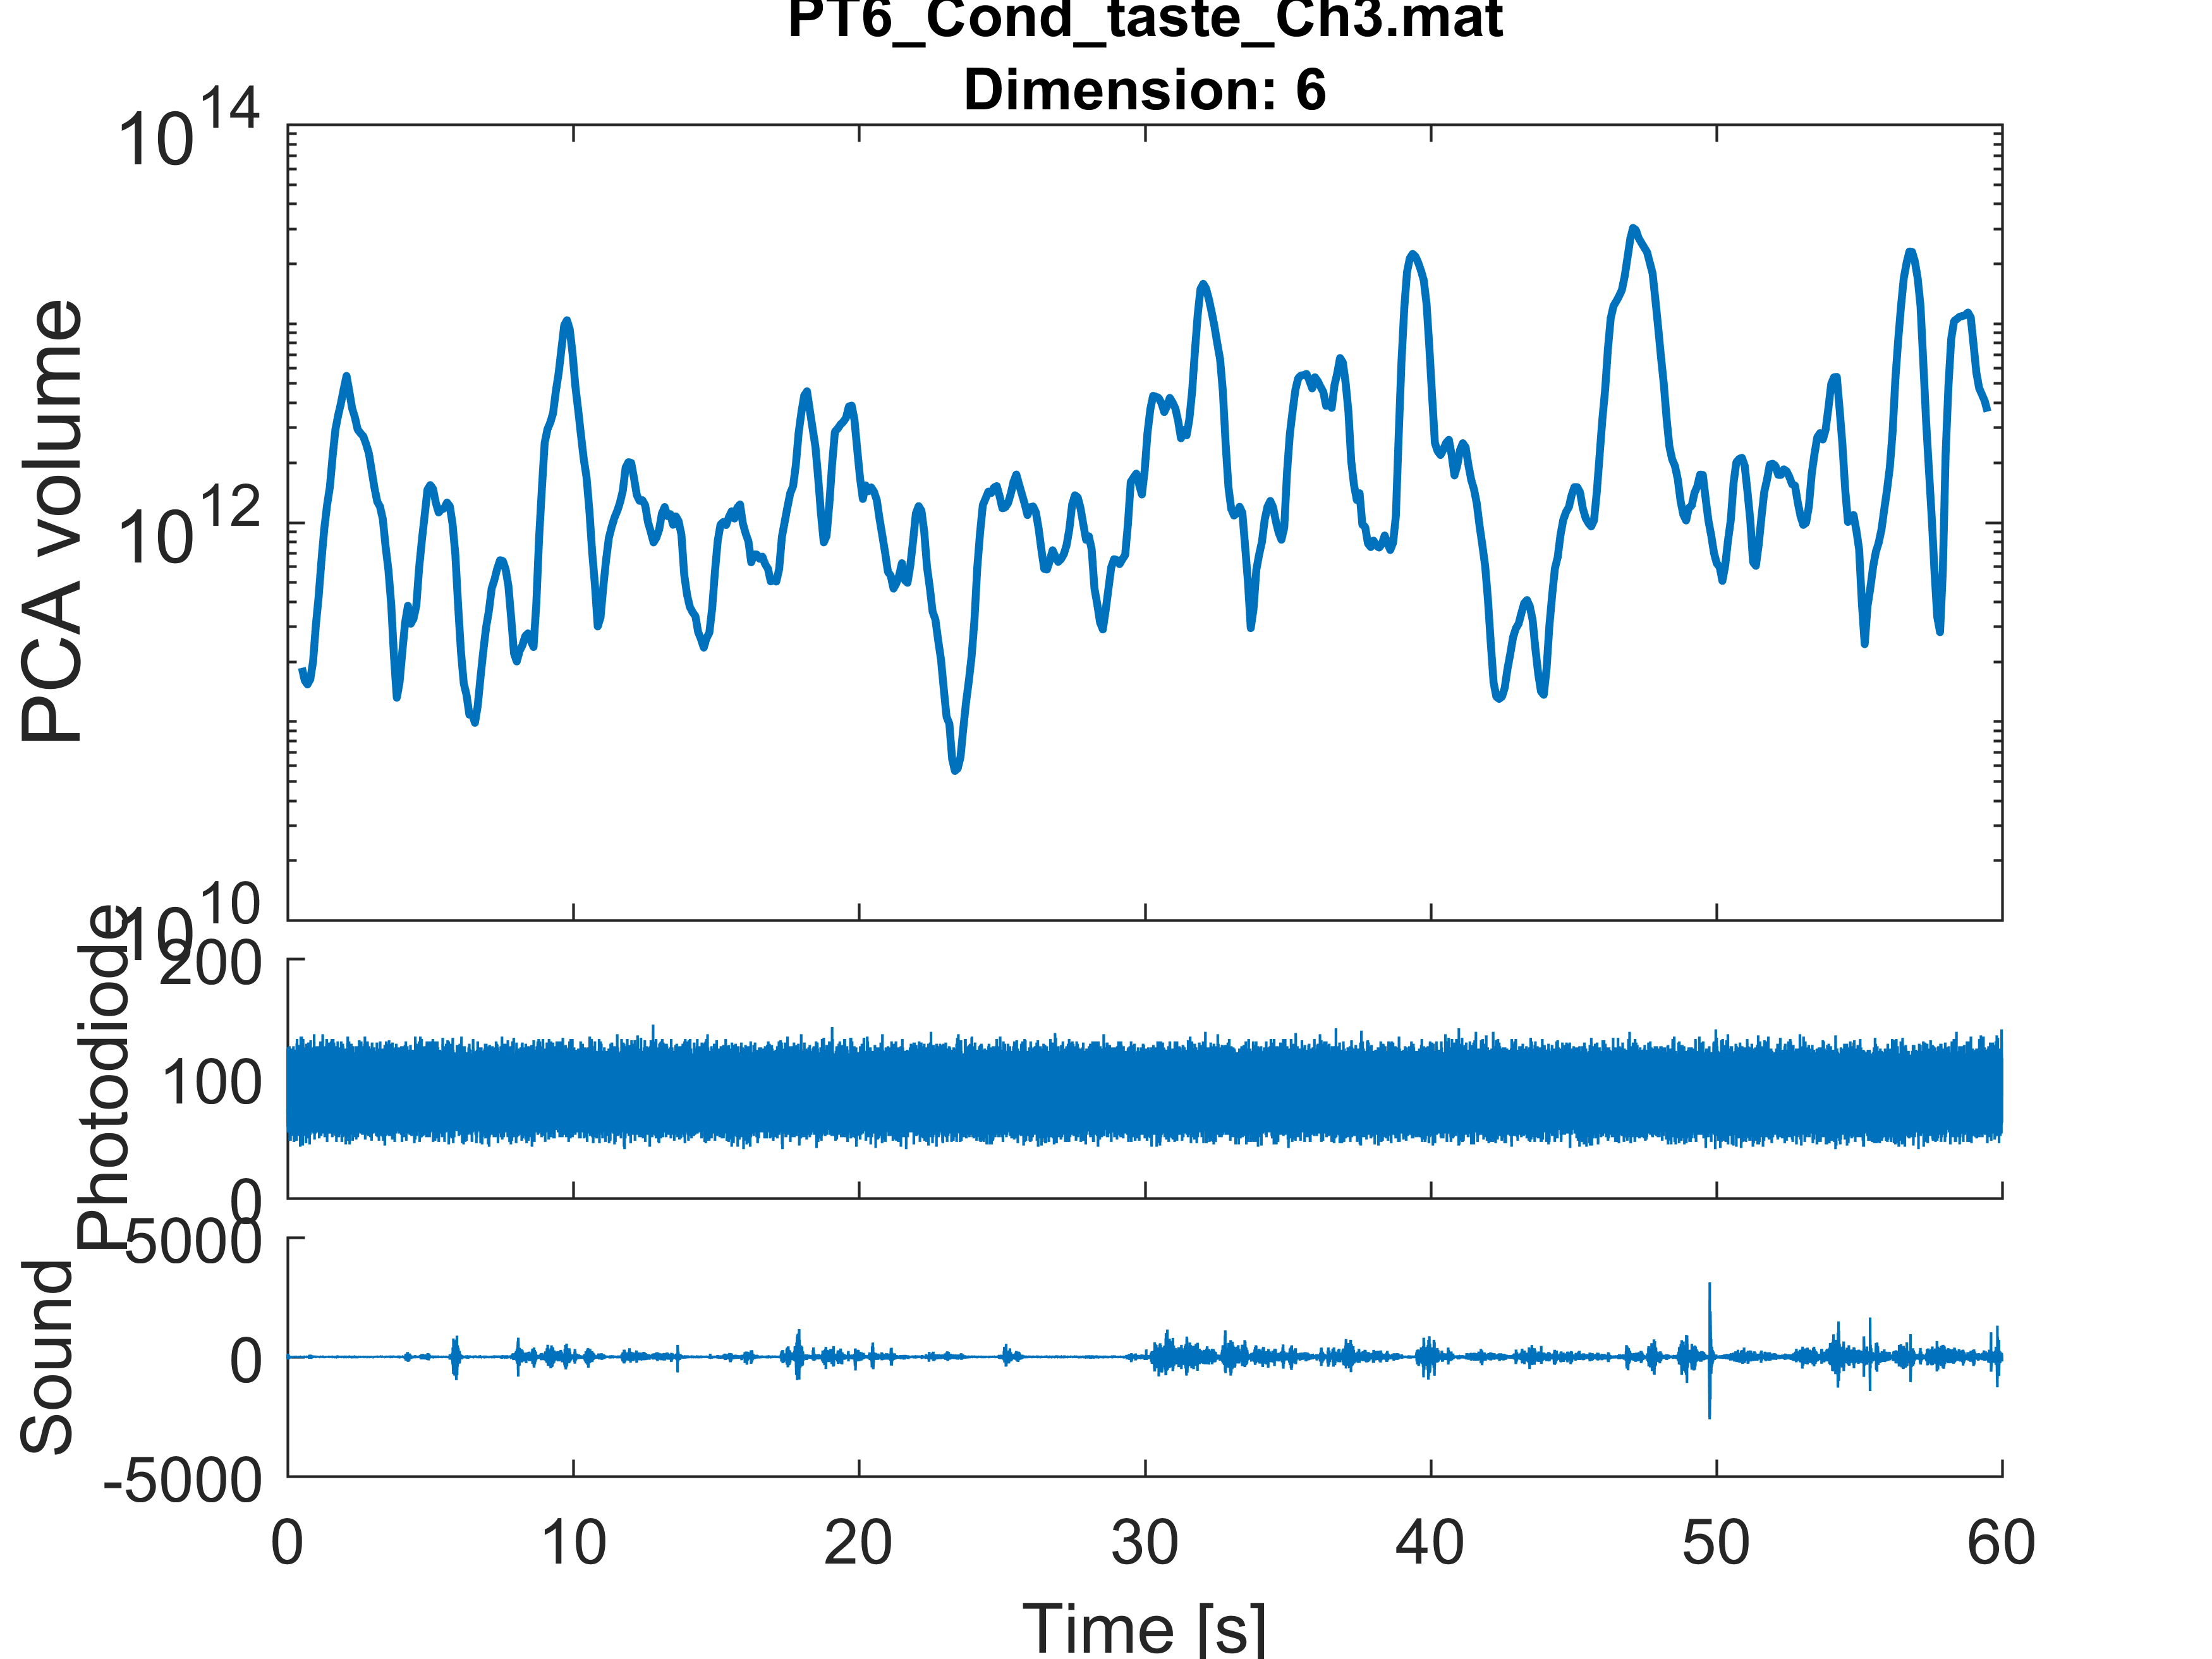 PT6_Cond_taste_Ch3.mat
Dimension: 6
PCA volume
10^14
10^12
10^10
Photodiode
200
100
0
Sound
5000
0
-5000
0 10 20 30 40 50 60
Time [s]